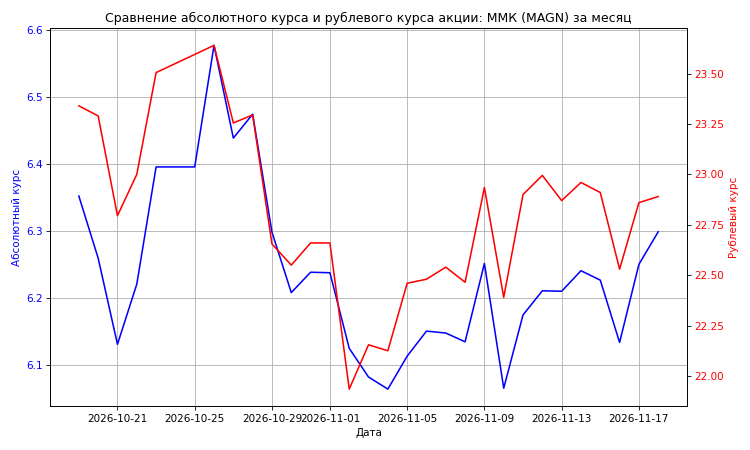 Сравнение абсолютного курса и рублевого курса акции: ММК (MAGN) за месяц
6.6
6.5
6.4
6.3
6.2
6.1
Абсолютный курс
23.50
23.25
23.00
22.75
22.50
22.25
22.00
Рублевый курс
2026-10-21 2026-10-25 2026-10-29 2026-11-01 2026-11-05 2026-11-09 2026-11-13 2026-11-17
Дата